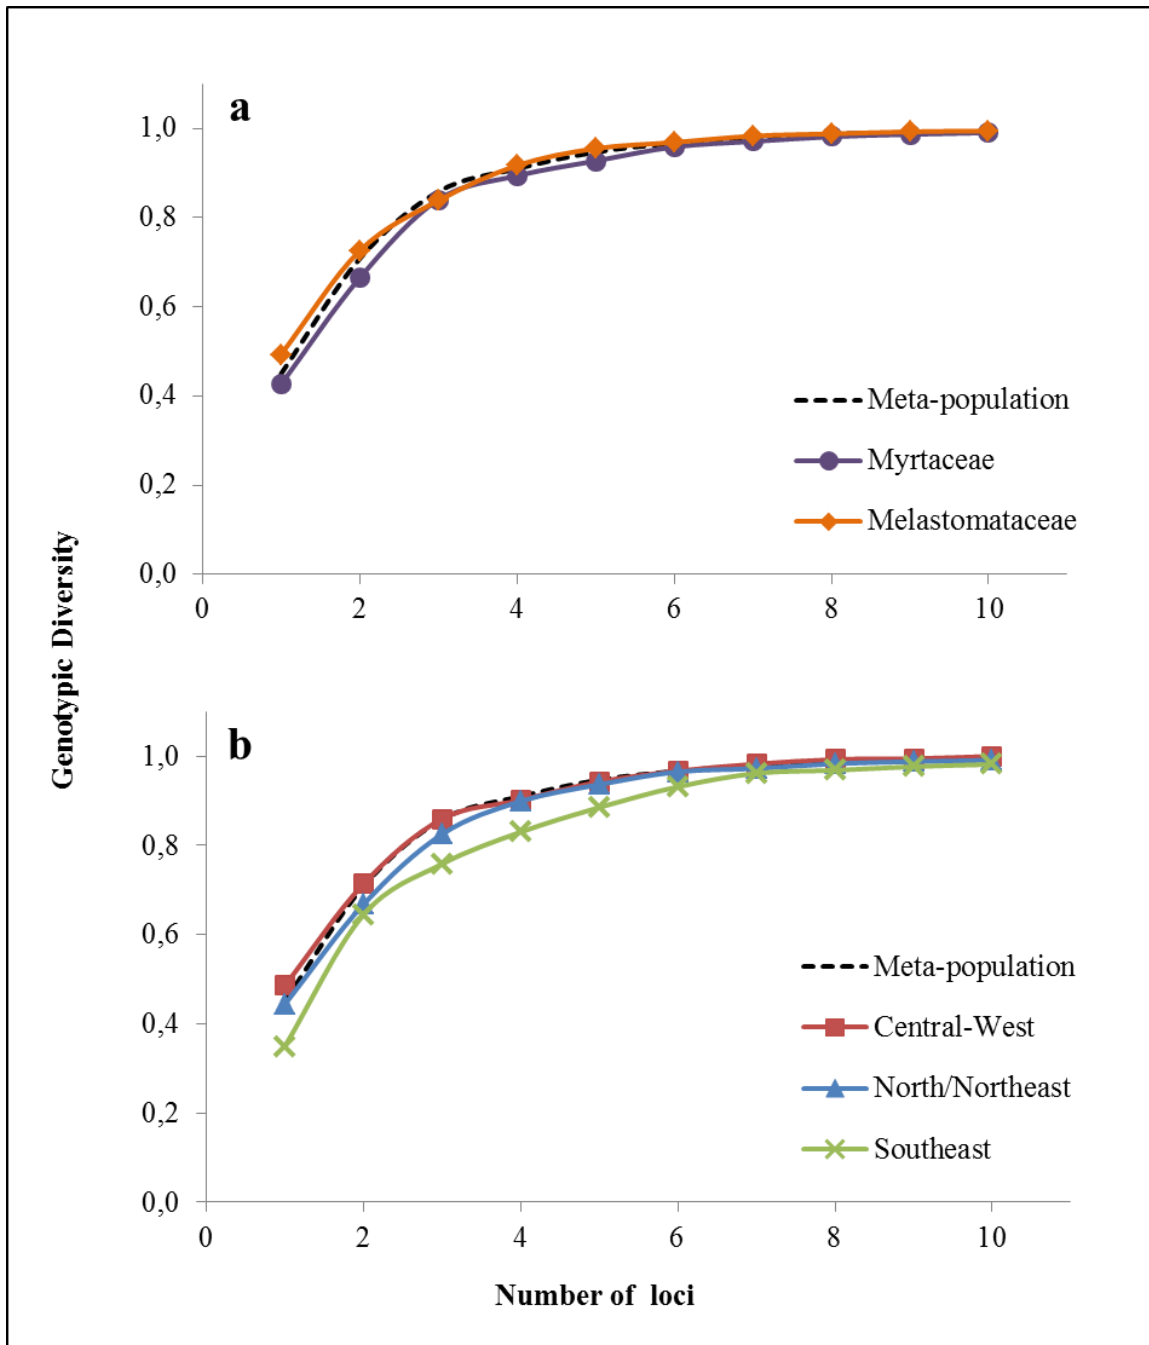 a
1,0
0,8
0,6
0,4
0,2
0,0
0 2 4 6 8 10
Meta-population
Myrtaceae
Melastomataceae
Genotypic Diversity
b
1,0
0,8
0,6
0,4
0,2
0,0
0 2 4 6 8 10
Meta-population
Central-West
North/Northeast
Southeast
Number of loci